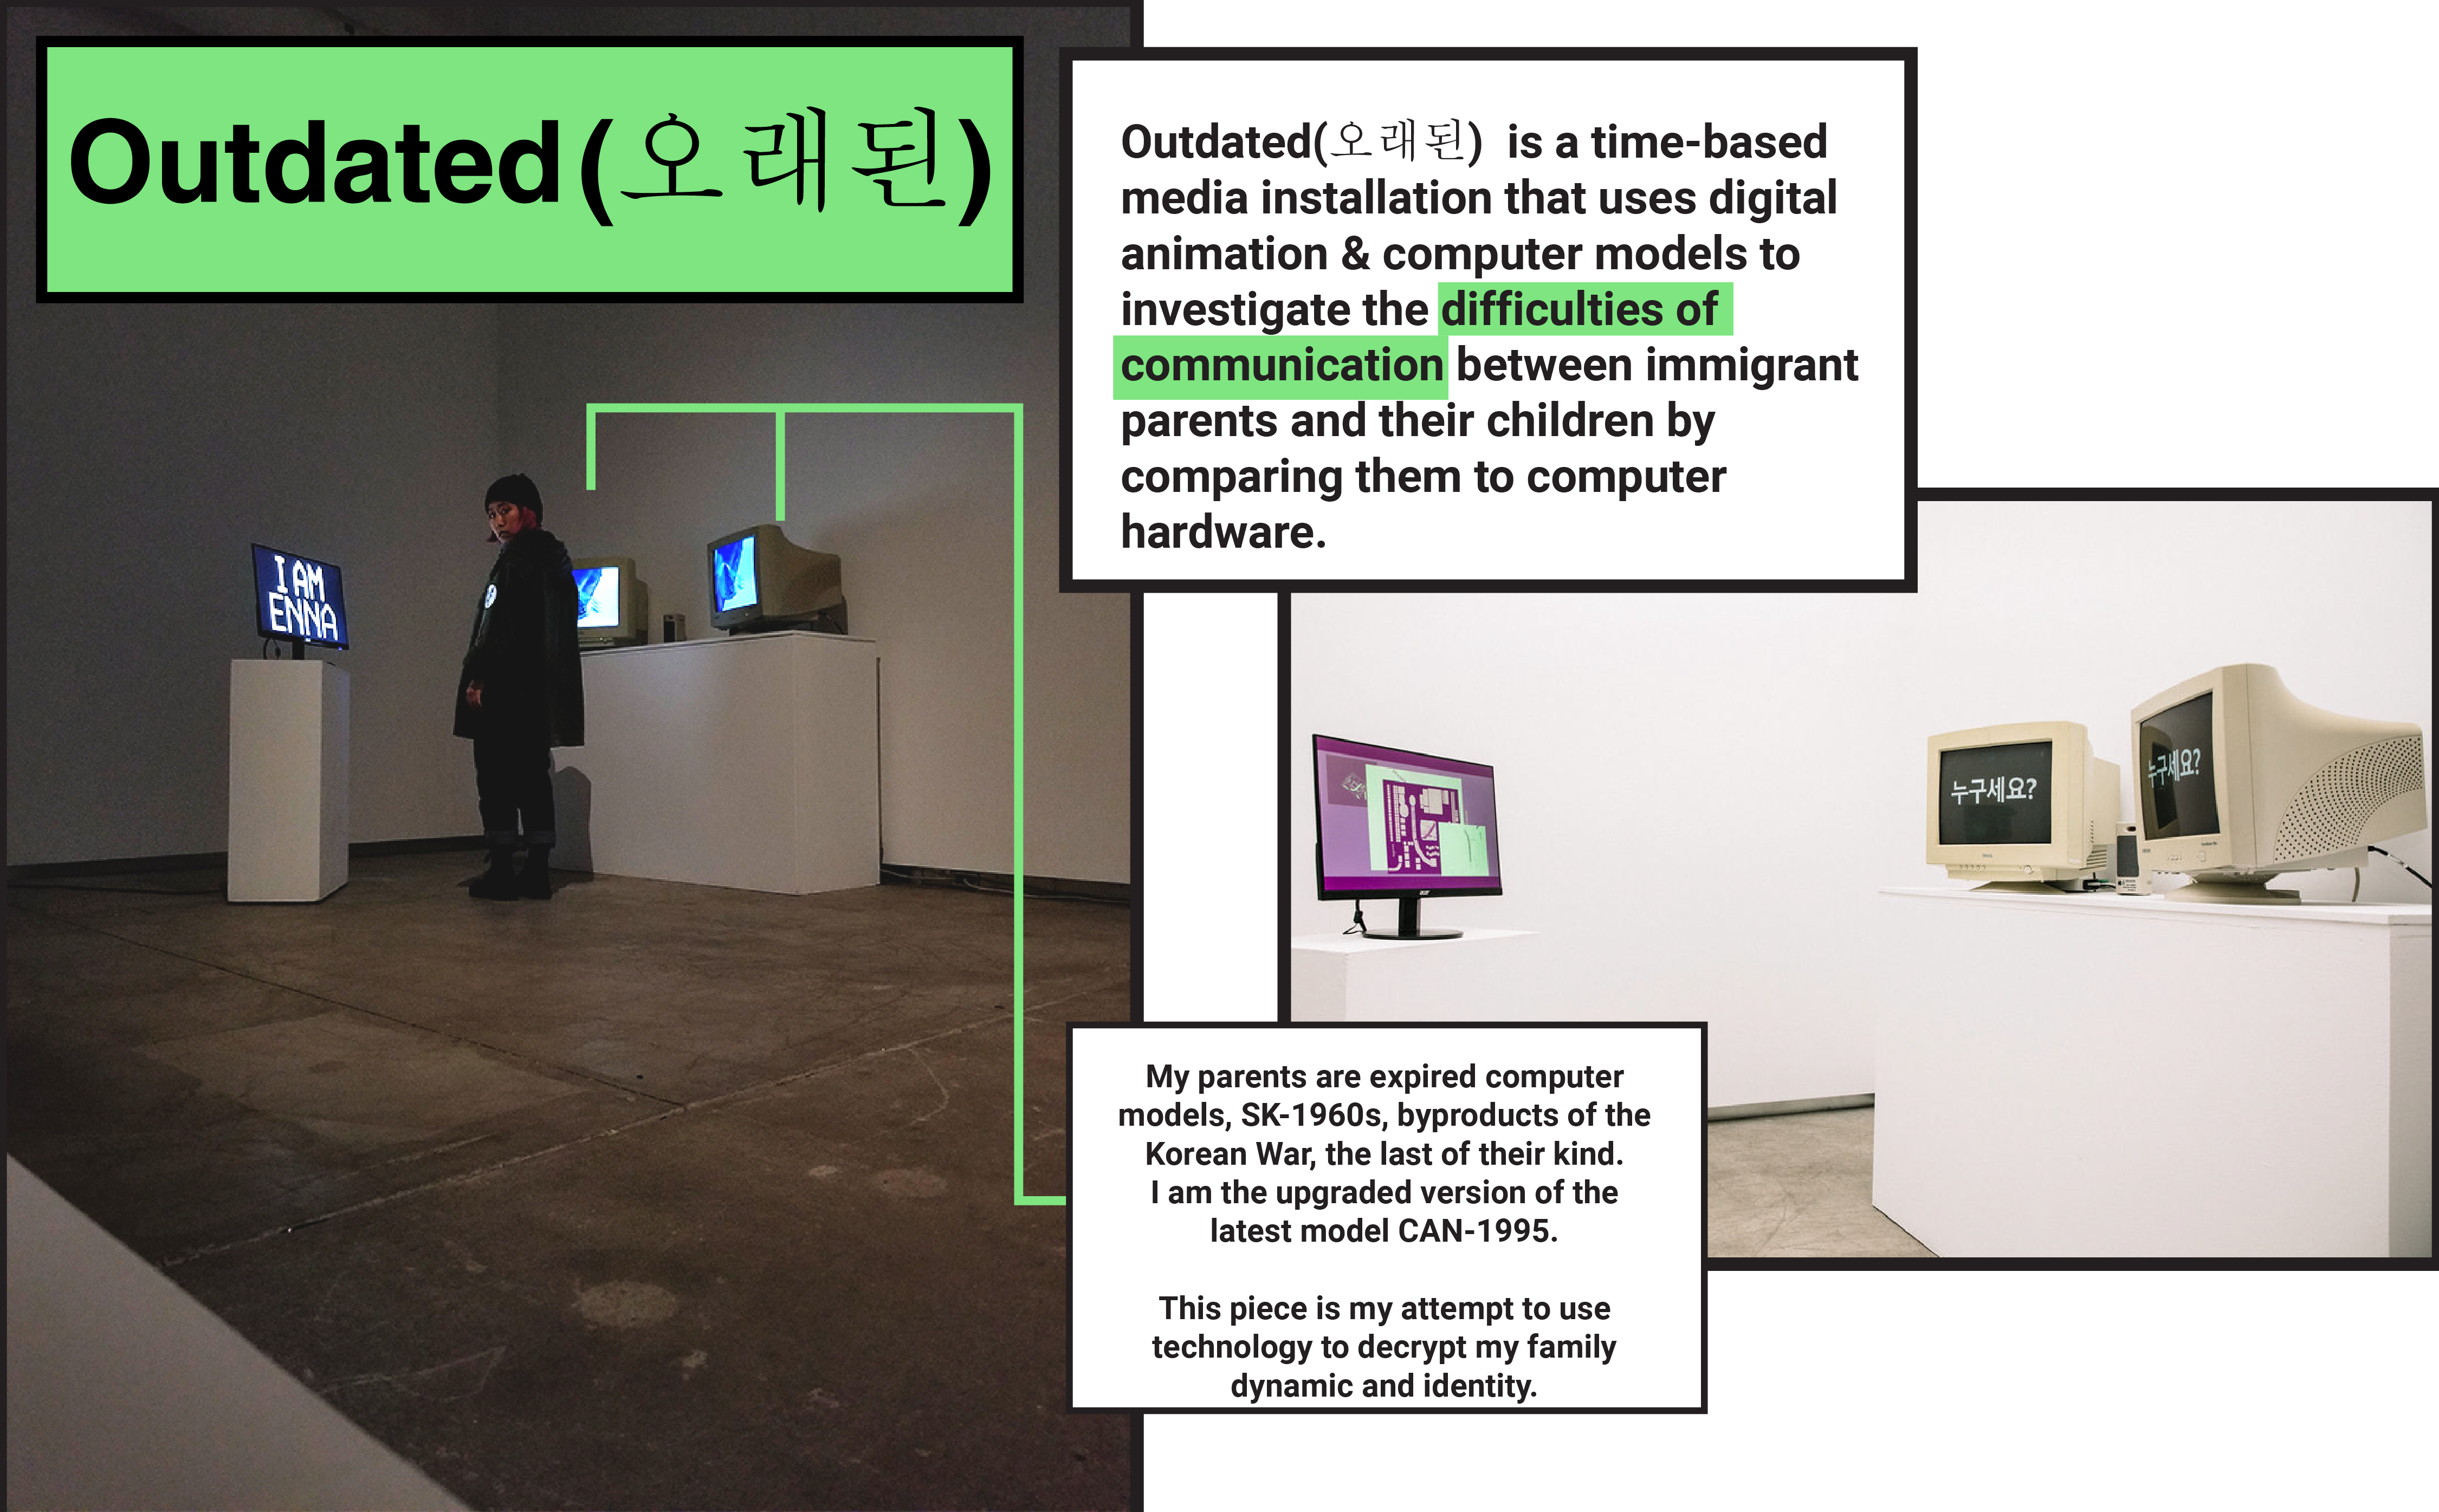 Outdated(오래된)
Outdated(오래된) is a time-based
media installation that uses digital
animation & computer models to
investigate the difficulties of
communication between immigrant
parents and their children by
comparing them to computer
hardware.
I AM
ENNA
누구세요?
누구세요?
acer
My parents are expired computer
models, SK-1960s, byproducts of the
Korean War, the last of their kind.
I am the upgraded version of the
latest model CAN-1995.
This piece is my attempt to use
technology to decrypt my family
dynamic and identity.